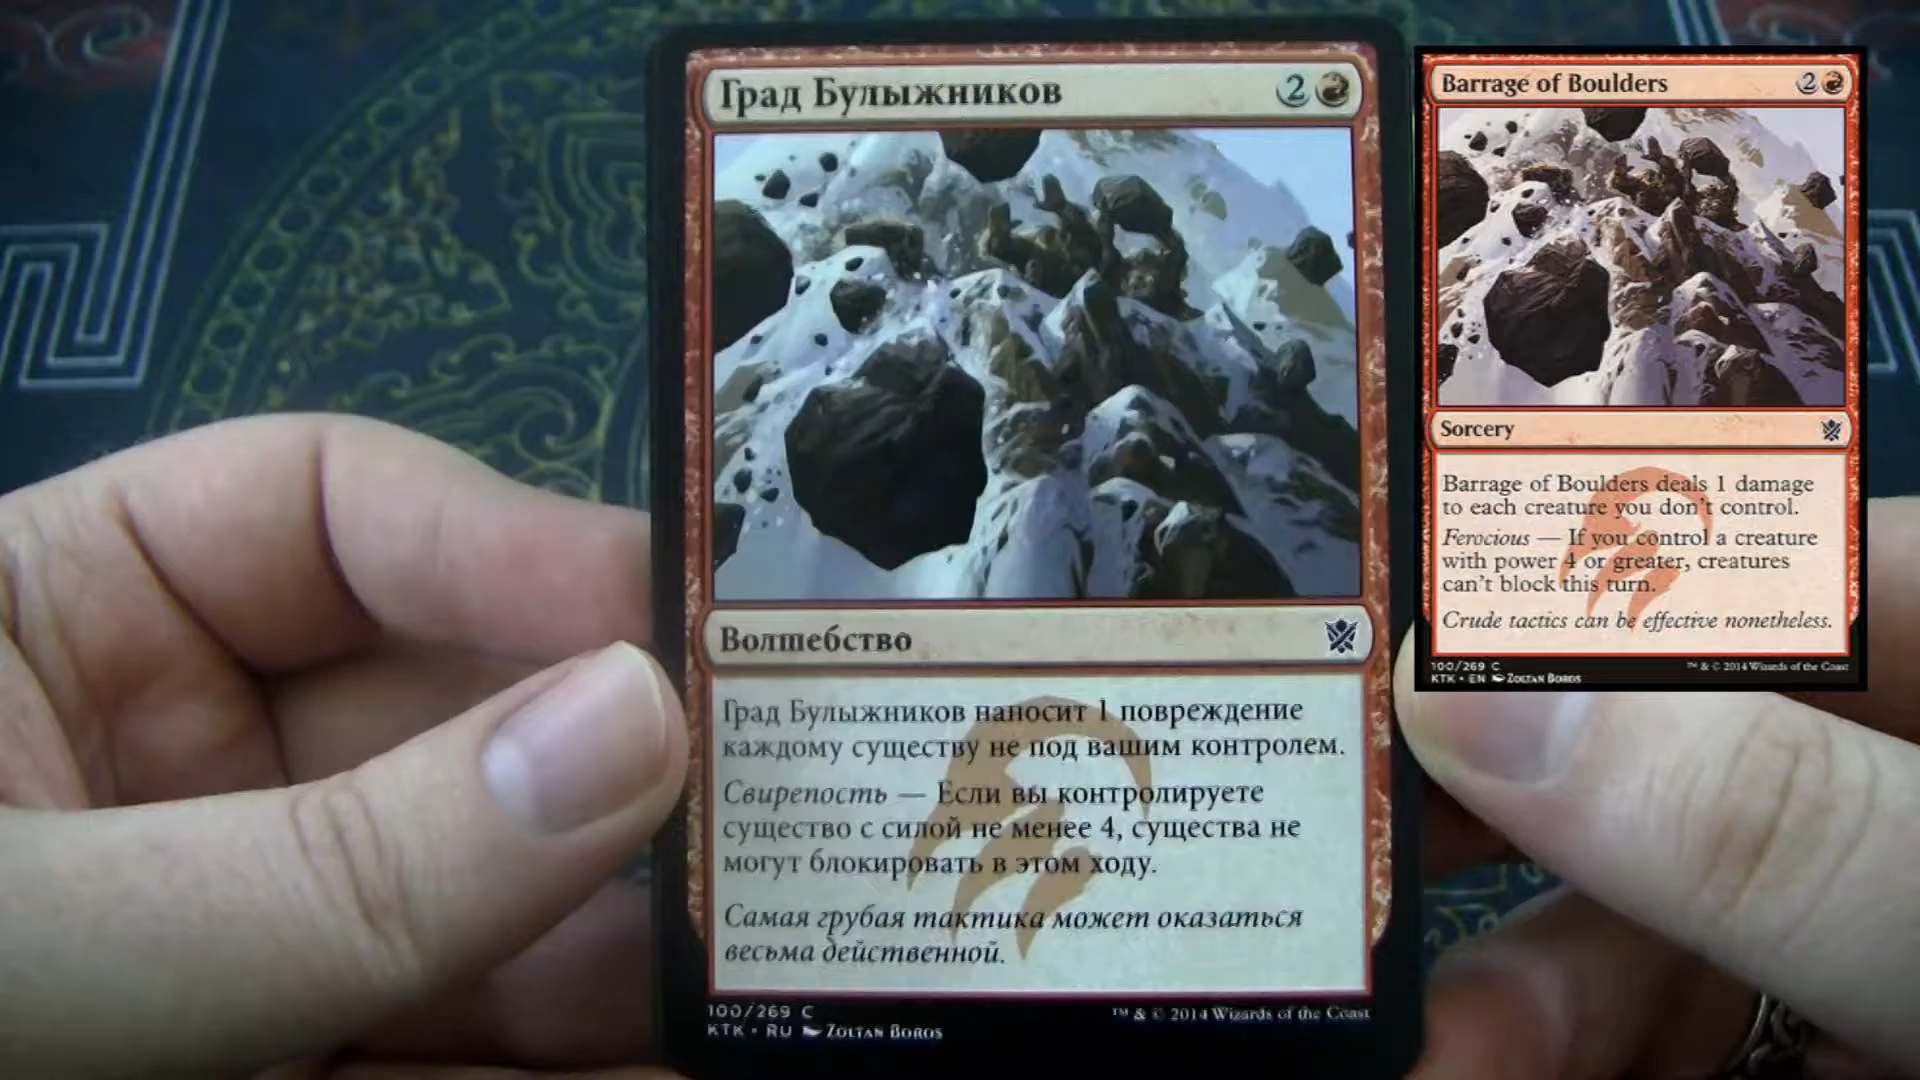 Град Булыжников
2
Волшебство
Град Булыжников наносит 1 повреждение
каждому существу не под вашим контролем.
Свирепость — Если вы контролируете
существо с силой не менее 4, существа не
могут блокировать в этом ходу.
Самая грубая тактика может оказаться
весьма действенной.
100/269 C
KTK • RU Zoltan Boros
™ & © 2014 Wizards of the Coast
Barrage of Boulders
2
Sorcery
Barrage of Boulders deals 1 damage
to each creature you don't control.
Ferocious — If you control a creature
with power 4 or greater, creatures
can't block this turn.
Crude tactics can be effective nonetheless.
100/269 C
KTK • EN Zoltan Boros
™ & © 2014 Wizards of the Coast